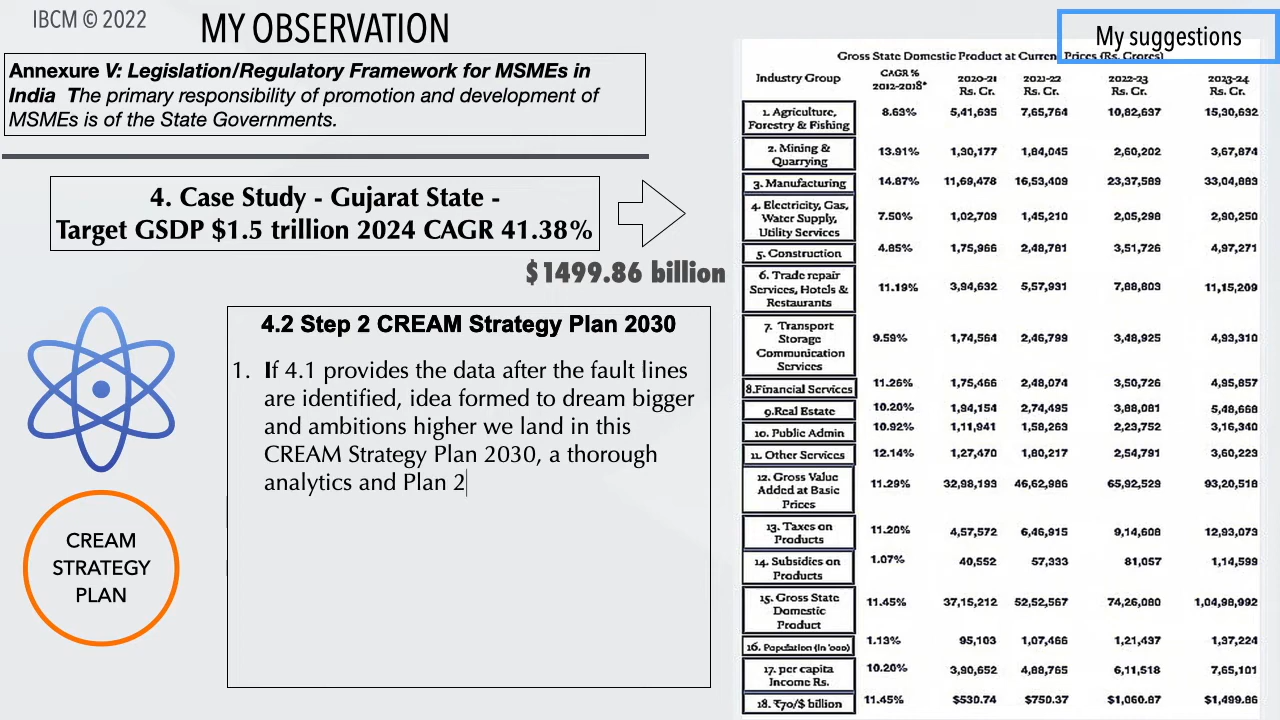 IBCM © 2022
MY OBSERVATION
My suggestions
Annexure V: Legislation/Regulatory Framework for MSMEs in
India The primary responsibility of promotion and development of
MSMEs is of the State Governments.
4. Case Study - Gujarat State -
Target GSDP $1.5 trillion 2024 CAGR 41.38%
$1499.86 billion
4.2 Step 2 CREAM Strategy Plan 2030
1. If 4.1 provides the data after the fault lines
are identified, idea formed to dream bigger
and ambitions higher we land in this
CREAM Strategy Plan 2030, a thorough
analytics and Plan 2
CREAM
STRATEGY
PLAN
Gross State Domestic Product at Current Prices (Rs. Crores)
Industry Group CAGR % 2020-21 2021-22 2022-23 2023-24
2012-2018* Rs. Cr. Rs. Cr. Rs. Cr. Rs. Cr.
1. Agriculture, 8.63% 5,41,635 7,65,764 10,82,637 15,30,632
Forestry & Fishing
2. Mining & 13.91% 1,30,177 1,84,045 2,60,202 3,67,874
Quarrying
3. Manufacturing 14.87% 11,69,478 16,53,409 23,37,589 33,04,883
4. Electricity, Gas,
Water Supply, 7.50% 1,02,709 1,45,210 2,05,298 2,90,250
Utility Services
5. Construction 4.85% 1,75,966 2,48,781 3,51,726 4,97,271
6. Trade repair
Services, Hotels & 11.19% 3,94,632 5,57,931 7,88,803 11,15,209
Restaurants
7. Transport
Storage 9.59% 1,74,564 2,46,799 3,48,925 4,93,310
Communication
Services
8.Financial Services 11.26% 1,75,466 2,48,074 3,50,726 4,95,857
9.Real Estate 10.20% 1,94,154 2,74,495 3,88,081 5,48,668
10. Public Admin 10.92% 1,11,941 1,58,263 2,23,752 3,16,340
11. Other Services 12.14% 1,27,470 1,80,217 2,54,791 3,60,223
12. Gross Value
Added at Basic 11.29% 32,98,193 46,62,986 65,92,529 93,20,518
Prices
13. Taxes on 11.20% 4,57,572 6,46,915 9,14,608 12,93,073
Products
14. Subsidies on 1.07% 40,552 57,333 81,057 1,14,599
Products
15. Gross State 11.45% 37,15,212 52,52,567 74,26,080 1,04,98,992
Domestic
Product
16. Population (in '000) 1.13% 95,103 1,07,466 1,21,437 1,37,224
17. per capita 10.20% 3,90,652 4,88,765 6,11,518 7,65,101
Income Rs.
18. ₹70/$ billion 11.45% $530.74 $750.37 $1,060.87 $1,499.86